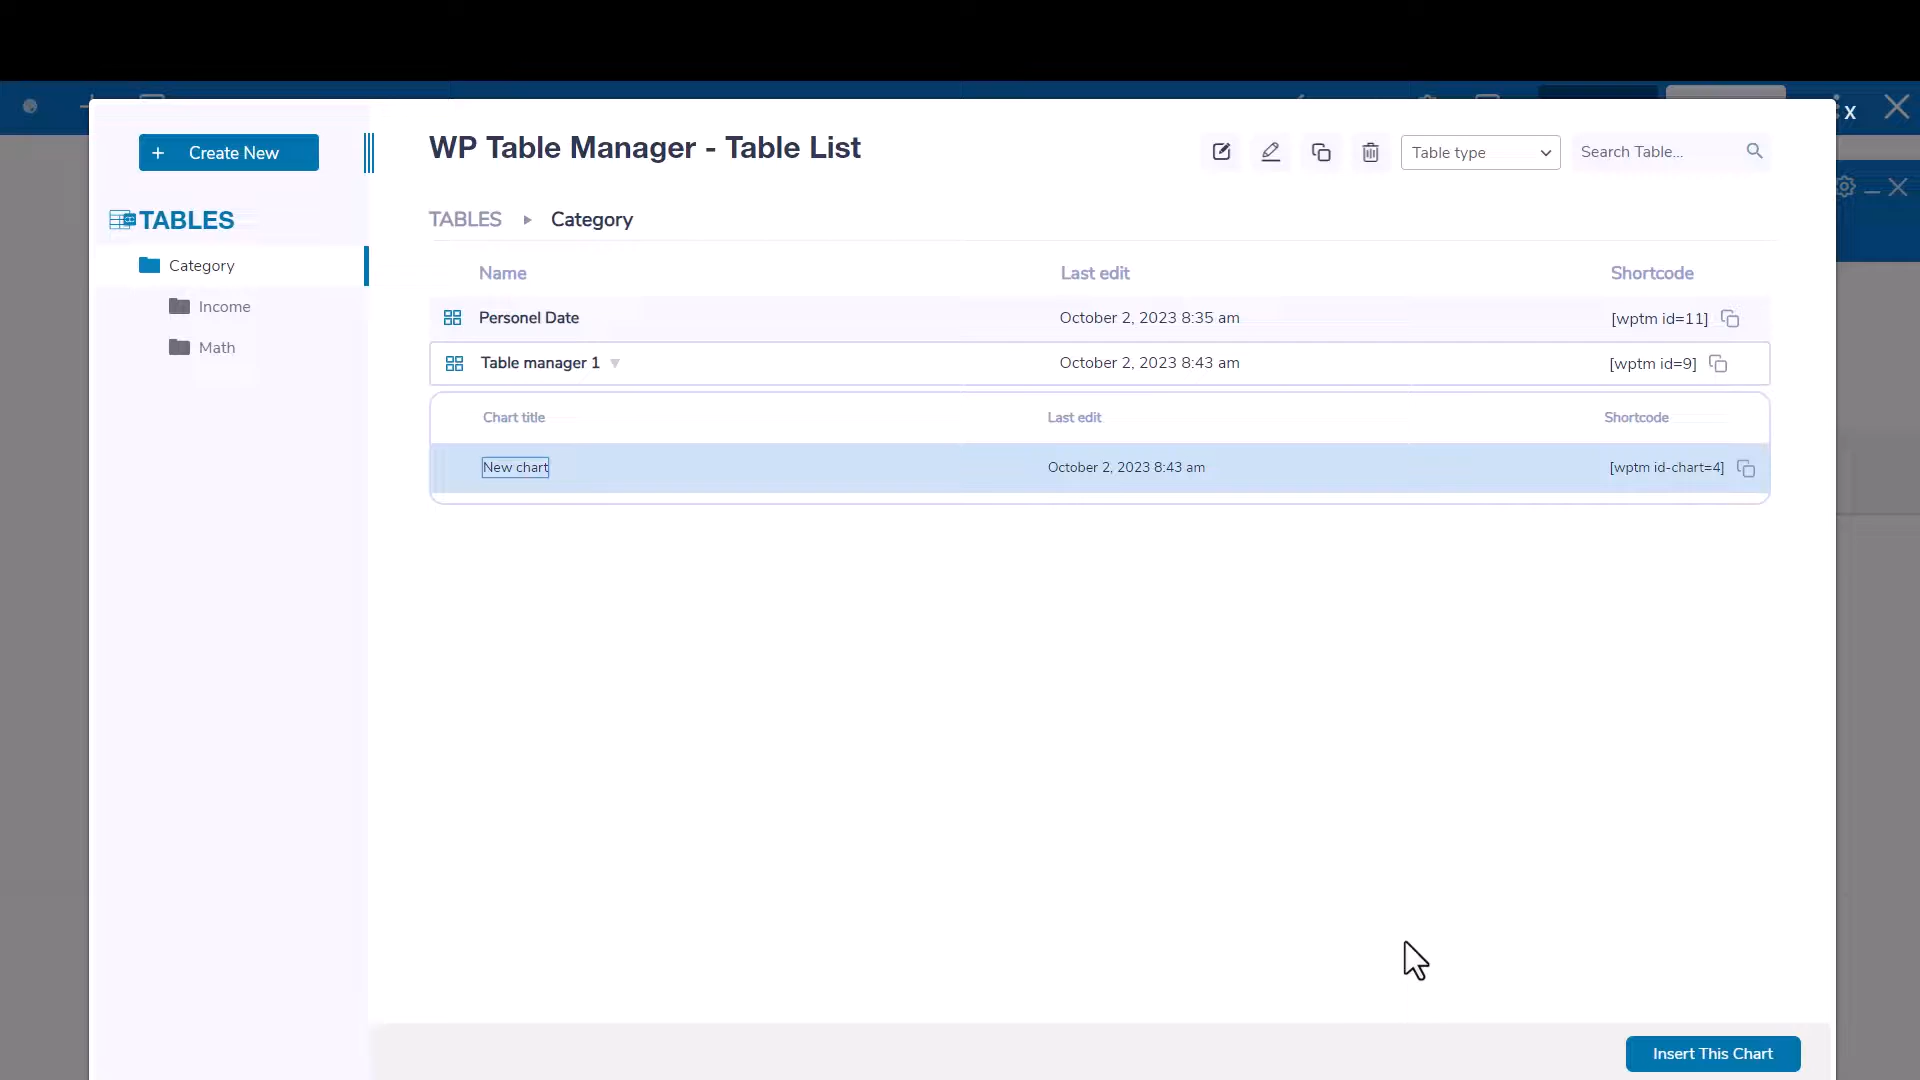 Create New
WP Table Manager - Table List
Table type
Search Table...
x
TABLES
Category
Income
Math
TABLES ▸ Category
Name Last edit Shortcode
Personel Date October 2, 2023 8:35 am [wptm id=11]
Table manager 1 October 2, 2023 8:43 am [wptm id=9]
Chart title Last edit Shortcode
New chart October 2, 2023 8:43 am [wptm id-chart=4]
Insert This Chart